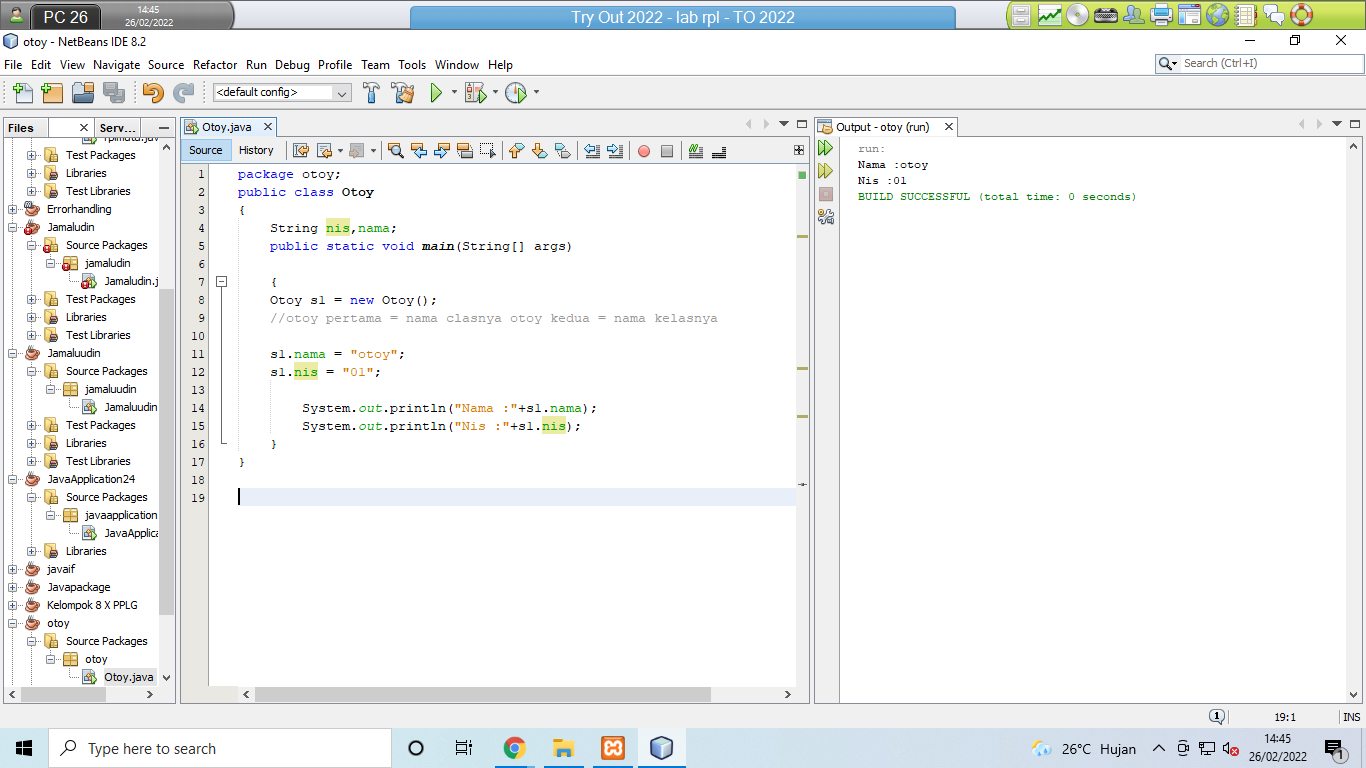 PC 26
14:45
26/02/2022
Try Out 2022 - lab rpl - TO 2022
otoy - NetBeans IDE 8.2
File Edit View Navigate Source Refactor Run Debug Profile Team Tools Window Help
Search (Ctrl+I)
<default config>
Files
Serv...
Test Packages
Libraries
Test Libraries
Errorhandling
Jamaludin
Source Packages
jamaludin
Jamaludin.j
Test Packages
Libraries
Test Libraries
Jamaluudin
Source Packages
jamaluudin
Jamaluudin
Test Packages
Libraries
Test Libraries
JavaApplication24
Source Packages
javaapplication
JavaApplica
Libraries
javaif
Javapackage
Kelompok 8 X PPLG
otoy
Source Packages
otoy
Otoy.java
Otoy.java
Source History
1 package otoy;
2 public class Otoy
3 {
4 String nis,nama;
5 public static void main(String[] args)
6
7 {
8 Otoy s1 = new Otoy();
9 //otoy pertama = nama clasnya otoy kedua = nama kelasnya
10
11 s1.nama = "otoy";
12 s1.nis = "01";
13
14 System.out.println("Nama :"+s1.nama);
15 System.out.println("Nis :"+s1.nis);
16 }
17 }
18
19
Output - otoy (run)
run:
Nama :otoy
Nis :01
BUILD SUCCESSFUL (total time: 0 seconds)
1
19:1
INS
Type here to search
26°C Hujan
14:45
26/02/2022
1